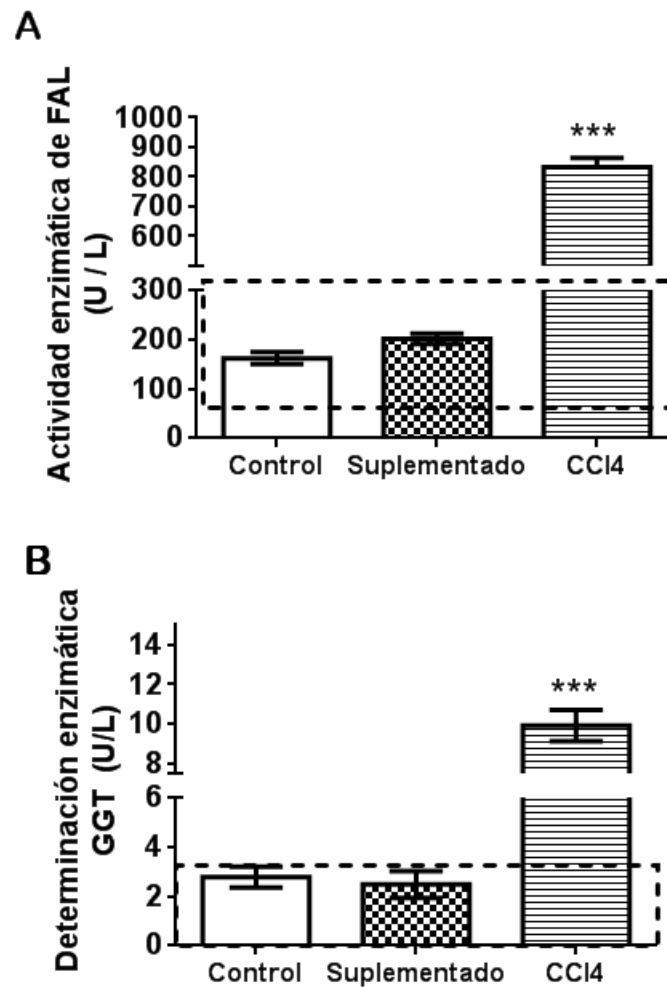 A
Actividad enzimática de FAL
(U / L)
1000
900
800
700
600
300
200
100
0
***
Control Suplementado CCl4
B
Determinación enzimática
GGT (U/L)
14
12
10
8
6
4
2
0
***
Control Suplementado CCl4